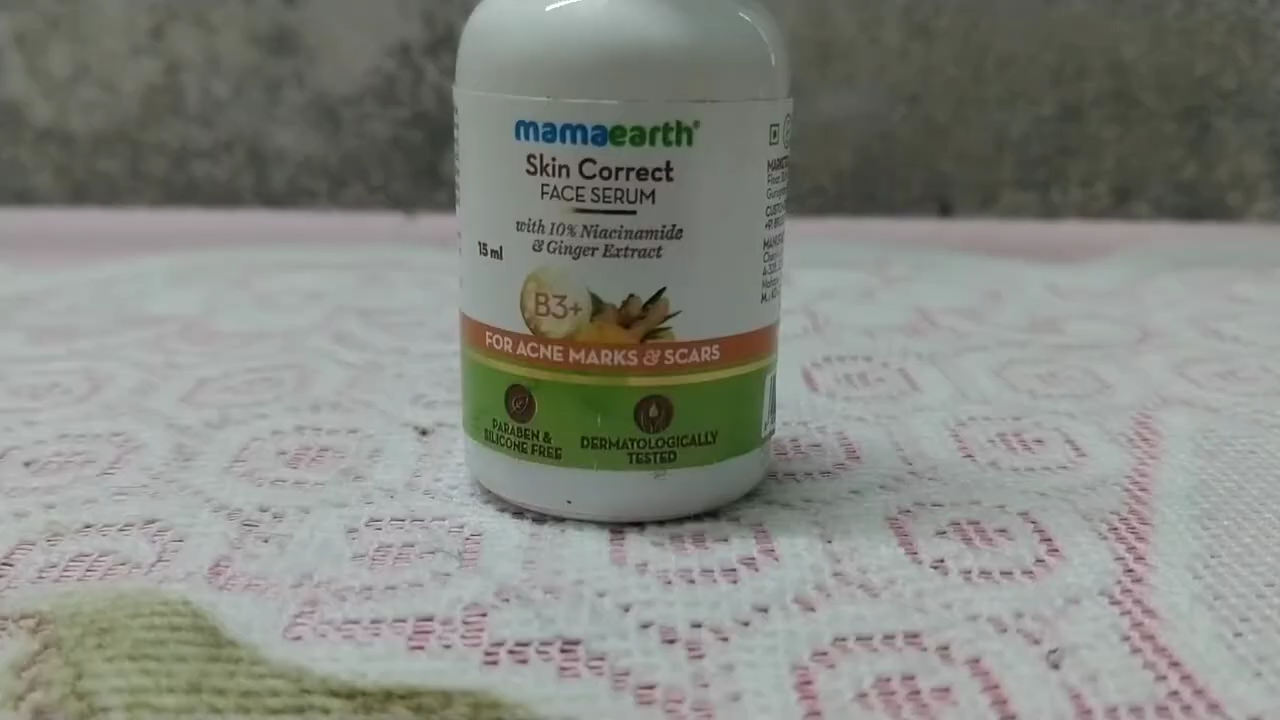 mamaearth®
Skin Correct
FACE SERUM
with 10% Niacinamide
& Ginger Extract
15 ml
B3+
FOR ACNE MARKS & SCARS
PARABEN &
SILICONE FREE
DERMATOLOGICALLY
TESTED